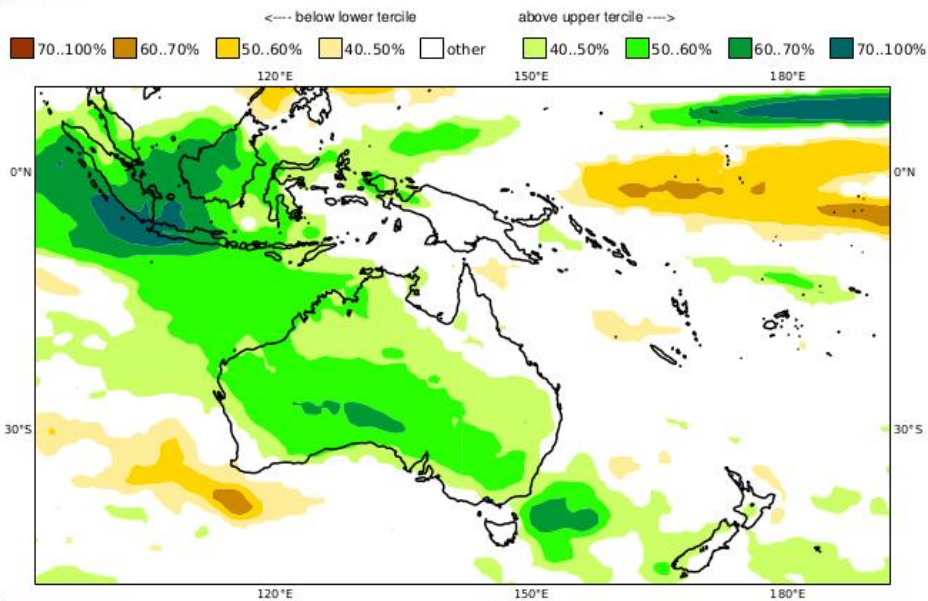 <---- below lower tercile above upper tercile ---->
70..100% 60..70% 50..60% 40..50% other 40..50% 50..60% 60..70% 70..100%
120°E 150°E 180°E
0°N 0°N
30°S 30°S
120°E 150°E 180°E